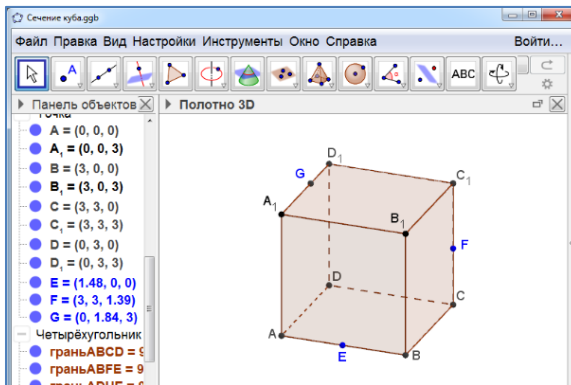 Сечение куба.ggb
Файл Правка Вид Настройки Инструменты Окно Справка Войти...
A ABC
Панель объектов Полотно 3D
Точка
A = (0, 0, 0)
A₁ = (0, 0, 3)
B = (3, 0, 0)
B₁ = (3, 0, 3)
C = (3, 3, 0)
C₁ = (3, 3, 3)
D = (0, 3, 0)
D₁ = (0, 3, 3)
E = (1.48, 0, 0)
F = (3, 3, 1.39)
G = (0, 1.84, 3)
Четырёхугольник
граньABCD = 9
граньABFE = 9
D₁
G
C₁
A₁
B₁
F
D
C
A
E
B